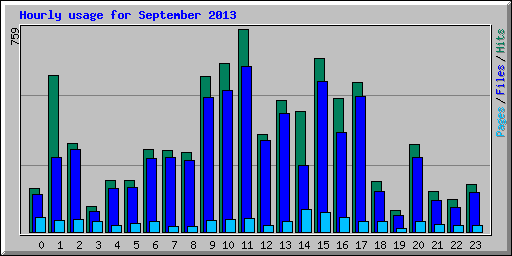 Hourly usage for September 2013
759
Pages / Files / Hits
0 1 2 3 4 5 6 7 8 9 10 11 12 13 14 15 16 17 18 19 20 21 22 23